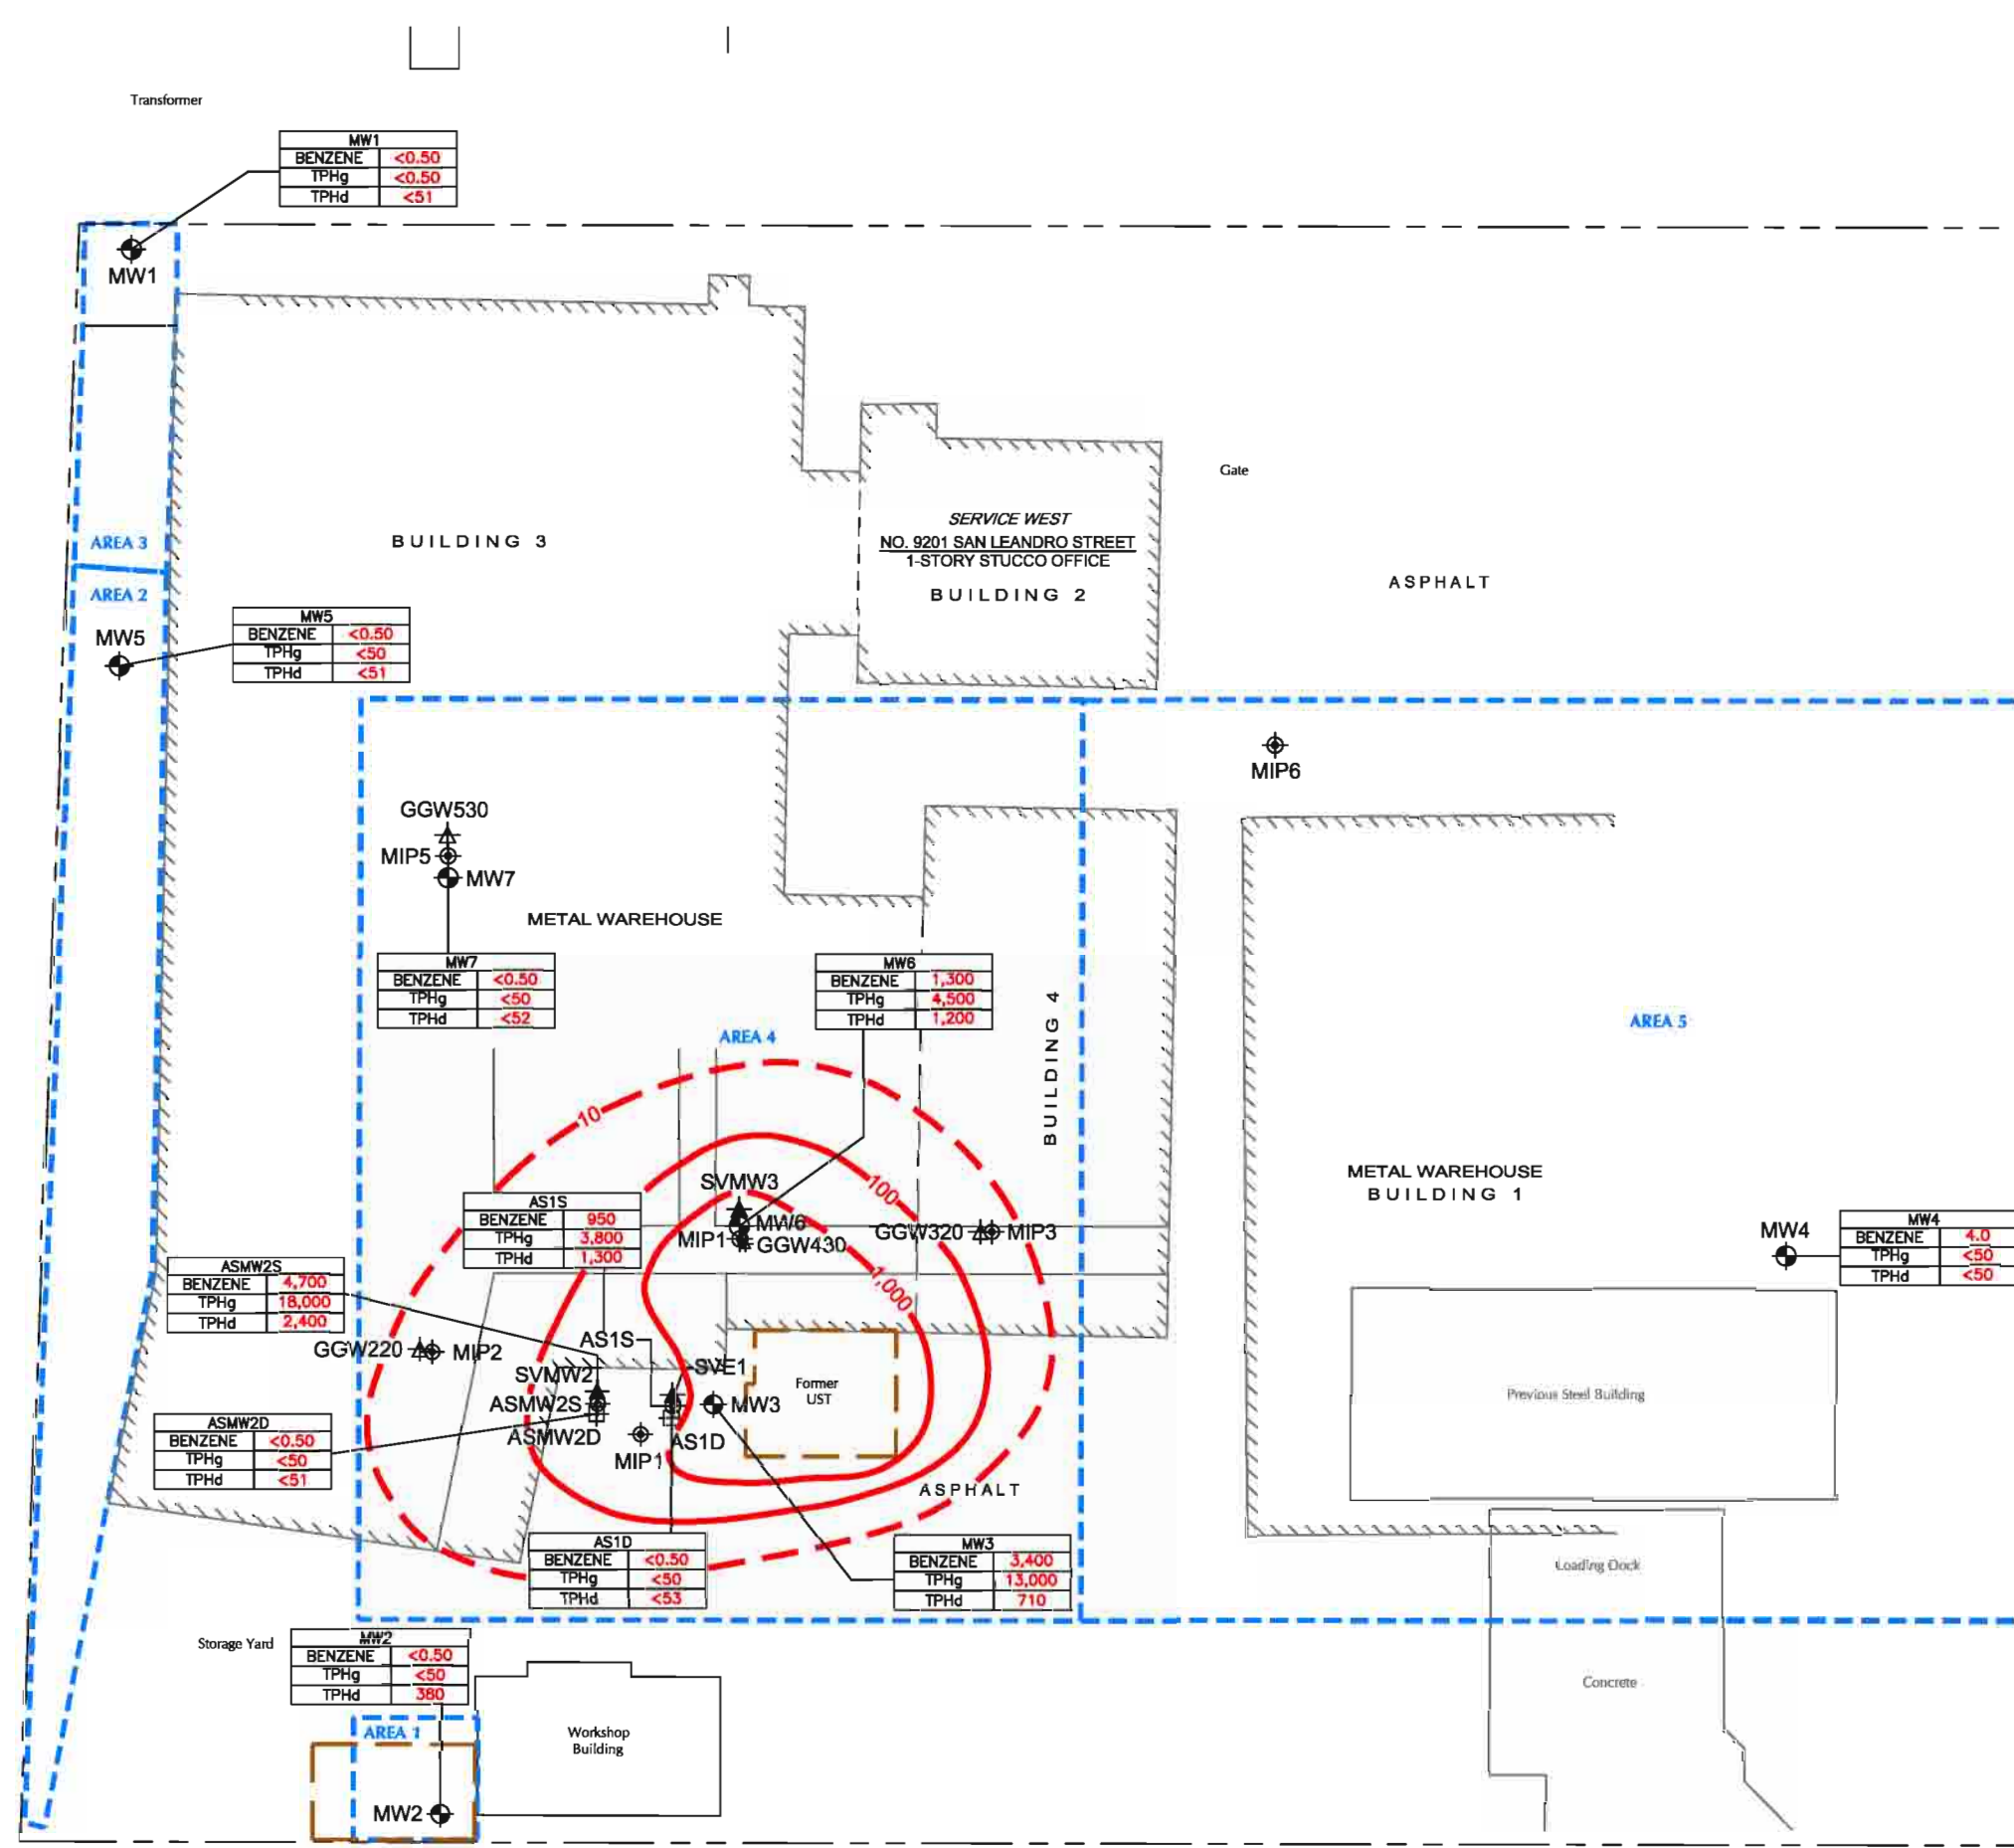 Transformer
MW1
BENZENE <0.50
TPHg <0.50
TPHd <51
MW1
AREA 3
AREA 2
BUILDING 3
SERVICE WEST
NO. 9201 SAN LEANDRO STREET
1-STORY STUCCO OFFICE
BUILDING 2
Gate
ASPHALT
MW5
MW5
BENZENE <0.50
TPHg <50
TPHd <51
MIP6
GGW530
MIP5
MW7
METAL WAREHOUSE
MW7
BENZENE <0.50
TPHg <50
TPHd <52
MW6
BENZENE 1,300
TPHg 4,500
TPHd 1,200
AREA 4
BUILDING 4
AREA 5
10
100
1,000
METAL WAREHOUSE
BUILDING 1
SVMW3
MW6
MIP1
GGW430
GGW320
MIP3
AS1S
BENZENE 950
TPHg 3,800
TPHd 1,300
MW4
MW4
BENZENE 4.0
TPHg <50
TPHd <50
ASMW2S
BENZENE 4,700
TPHg 18,000
TPHd 2,400
GGW220
MIP2
AS1S
SVE1
SVMW2
ASMW2S
ASMW2D
MIP1
AS1D
MW3
Former
UST
Previous Steel Building
ASMW2D
BENZENE <0.50
TPHg <50
TPHd <51
ASPHALT
AS1D
BENZENE <0.50
TPHg <50
TPHd <53
MW3
BENZENE 3,400
TPHg 13,000
TPHd 710
Loading Dock
Concrete
Storage Yard
MW2
BENZENE <0.50
TPHg <50
TPHd 380
AREA 1
Workshop
Building
MW2